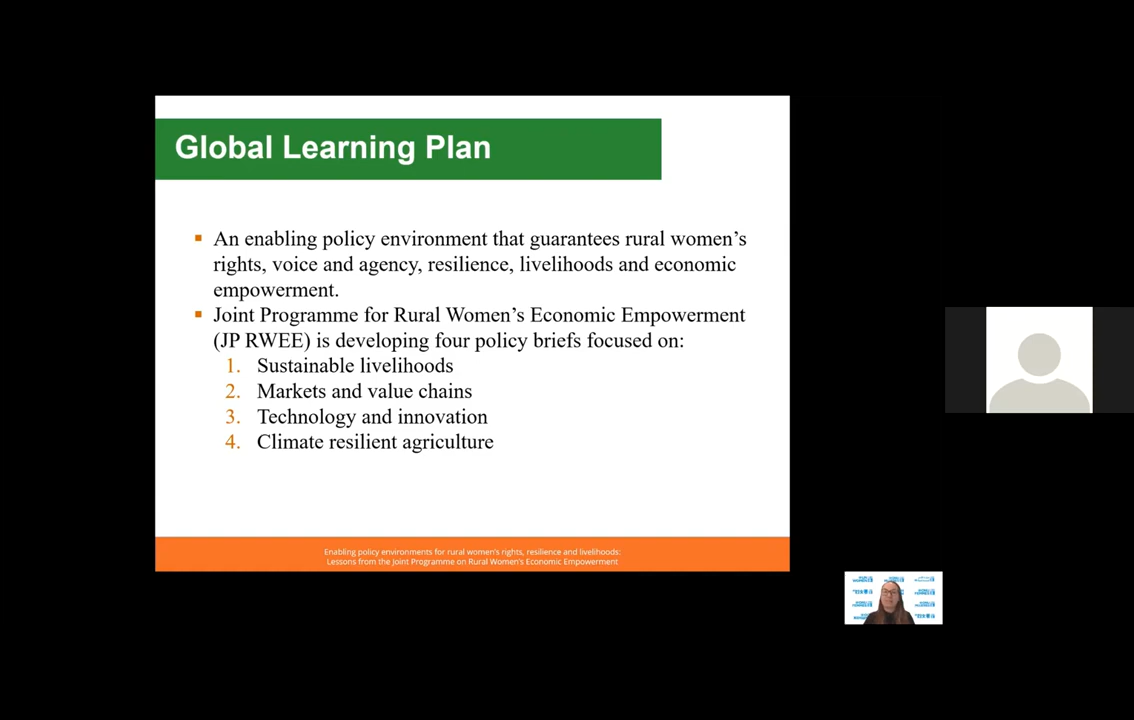 Global Learning Plan
▪ An enabling policy environment that guarantees rural women’s
rights, voice and agency, resilience, livelihoods and economic
empowerment.
▪ Joint Programme for Rural Women’s Economic Empowerment
(JP RWEE) is developing four policy briefs focused on:
1. Sustainable livelihoods
2. Markets and value chains
3. Technology and innovation
4. Climate resilient agriculture
Enabling policy environments for rural women’s rights, resilience and livelihoods:
Lessons from the Joint Programme on Rural Women’s Economic Empowerment